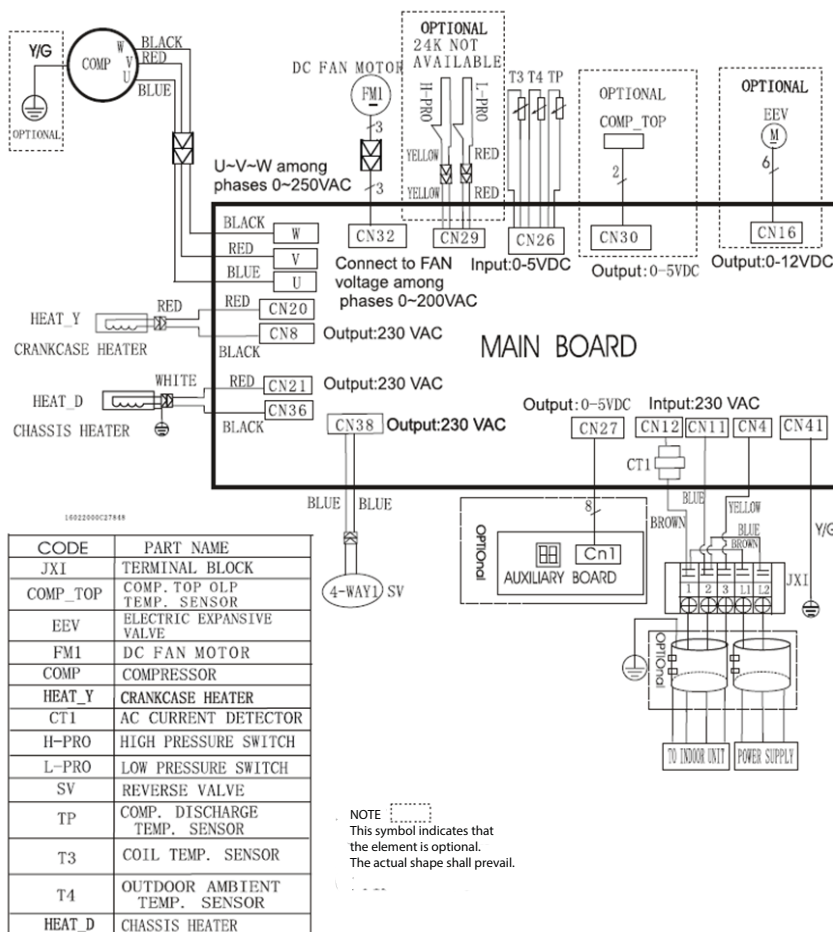 Y/G
OPTIONAL
COMP
W
V
U
BLACK
RED
BLUE
DC FAN MOTOR
FM1
3
3
OPTIONAL
24K NOT
AVAILABLE
H-PRO
L-PRO
YELLOW
RED
YELLOW
RED
T3 T4 TP
OPTIONAL
COMP_TOP
2
OPTIONAL
EEV
M
6
U~V~W among
phases 0~250VAC
BLACK
W
RED
V
BLUE
U
CN32
CN29
CN26
CN30
CN16
Connect to FAN
voltage among
phases 0~200VAC
Input:0-5VDC
Output:0-5VDC
Output:0-12VDC
HEAT_Y
CRANKCASE HEATER
RED
RED
CN20
CN8
Output:230 VAC
BLACK
MAIN BOARD
HEAT_D
CHASSIS HEATER
WHITE
RED
CN21
Output:230 VAC
CN36
BLACK
CN38
Output:230 VAC
Output:0-5VDC
Intput:230 VAC
CN27
CN12
CN11
CN4
CN41
CT1
BLUE
BLUE
4-WAY1
SV
8
OPTIOnal
Cn1
AUXILIARY BOARD
BROWN
BLUE
YELLOW
BLUE
BROWN
Y/G
JX1
1
2
3
L1
L2
OPTIOnal
TO INDOOR UNIT
POWER SUPPLY
16022000C27848
CODE PART NAME
JX1 TERMINAL BLOCK
COMP_TOP COMP. TOP OLP
TEMP. SENSOR
EEV ELECTRIC EXPANSIVE
VALVE
FM1 DC FAN MOTOR
COMP COMPRESSOR
HEAT_Y CRANKCASE HEATER
CT1 AC CURRENT DETECTOR
H-PRO HIGH PRESSURE SWITCH
L-PRO LOW PRESSURE SWITCH
SV REVERSE VALVE
TP COMP. DISCHARGE
TEMP. SENSOR
T3 COIL TEMP. SENSOR
T4 OUTDOOR AMBIENT
TEMP. SENSOR
HEAT_D CHASSIS HEATER
NOTE
This symbol indicates that
the element is optional.
The actual shape shall prevail.